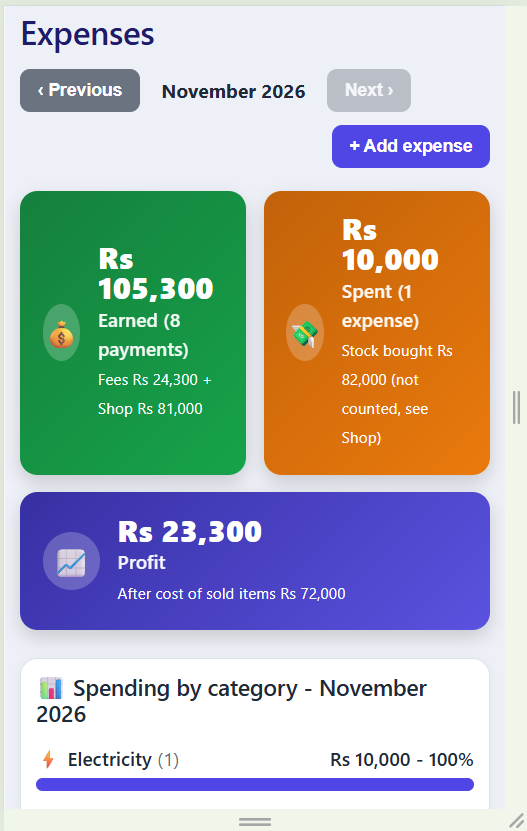 Expenses
‹ Previous
November 2026
Next ›
+ Add expense
Rs
105,300
Earned (8
payments)
Fees Rs 24,300 +
Shop Rs 81,000
Rs
10,000
Spent (1
expense)
Stock bought Rs
82,000 (not
counted, see
Shop)
Rs 23,300
Profit
After cost of sold items Rs 72,000
Spending by category - November
2026
Electricity (1)
Rs 10,000 - 100%